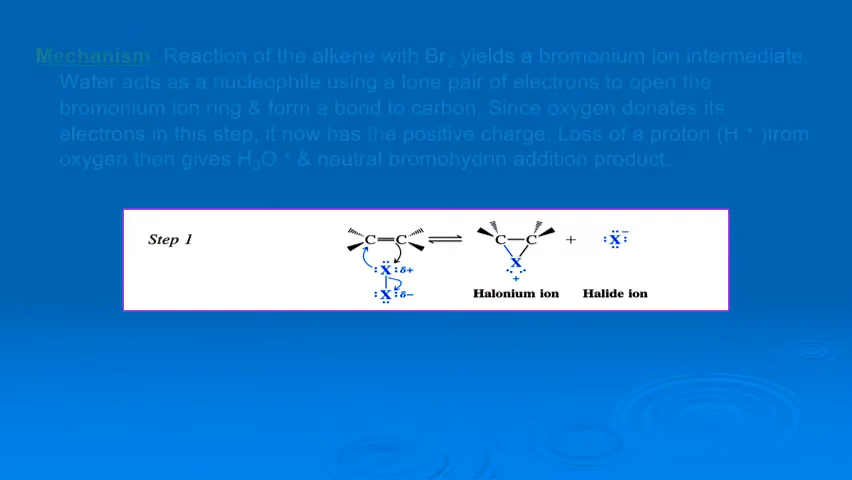 Mechanism: Reaction of the alkene with Br₂ yields a bromonium ion intermediate.
Water acts as a nucleophile using a lone pair of electrons to open the
bromonium ion ring & form a bond to carbon. Since oxygen donates its
electrons in this step, it now has the positive charge. Loss of a proton (H ⁺ )from
oxygen then gives H₃O ⁺ & neutral bromohydrin addition product.
Step 1
C=C ⇌ C—C + :X:⁻
:X: δ+
X
:X: δ−
+
Halonium ion Halide ion